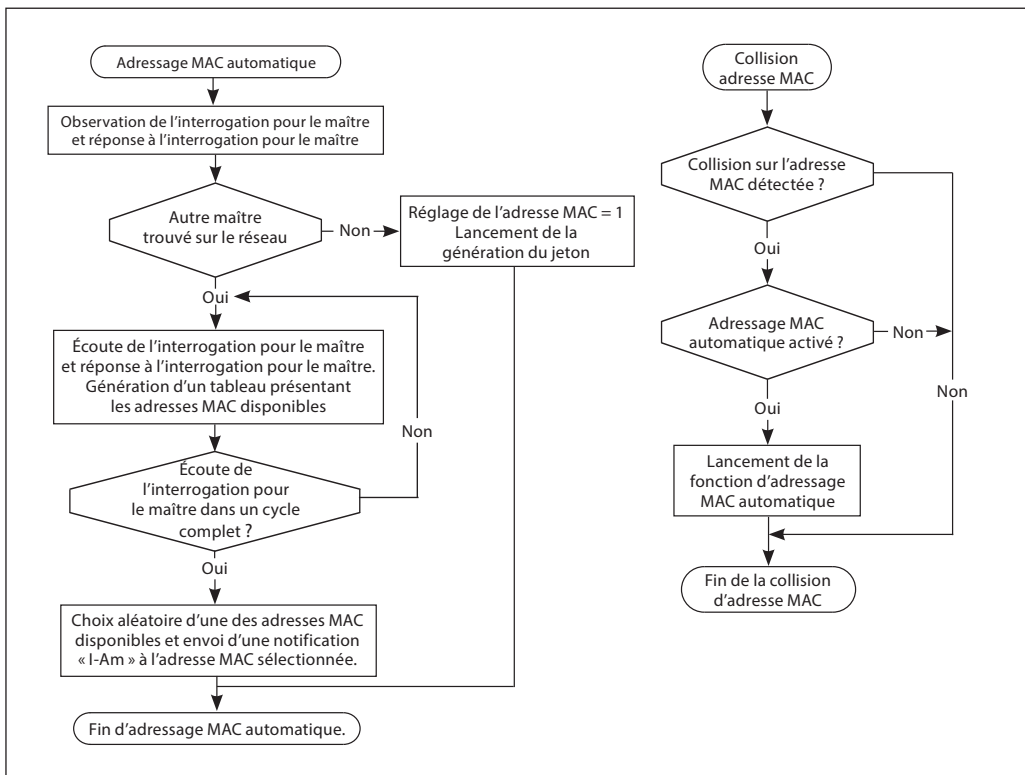 Adressage MAC automatique
Observation de l'interrogation pour le maître
et réponse à l'interrogation pour le maître
Autre maître
trouvé sur le réseau
Non
Réglage de l'adresse MAC = 1
Lancement de la
génération du jeton
Oui
Écoute de l'interrogation pour le maître
et réponse à l'interrogation pour le maître.
Génération d'un tableau présentant
les adresses MAC disponibles
Non
Écoute de
l'interrogation pour
le maître dans un cycle
complet ?
Oui
Choix aléatoire d'une des adresses MAC
disponibles et envoi d'une notification
« I-Am » à l'adresse MAC sélectionnée.
Fin d'adressage MAC automatique.
Collision
adresse MAC
Collision sur l'adresse
MAC détectée ?
Oui
Adressage MAC
automatique activé ?
Non
Non
Oui
Lancement de la
fonction d'adressage
MAC automatique
Fin de la collision
d'adresse MAC